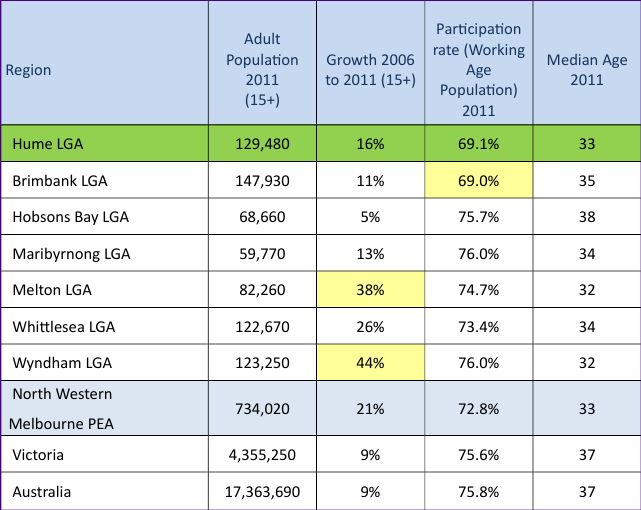 Region Adult Population 2011 (15+) Growth 2006 to 2011 (15+) Participation rate (Working Age Population) 2011 Median Age 2011
Hume LGA 129,480 16% 69.1% 33
Brimbank LGA 147,930 11% 69.0% 35
Hobsons Bay LGA 68,660 5% 75.7% 38
Maribyrnong LGA 59,770 13% 76.0% 34
Melton LGA 82,260 38% 74.7% 32
Whittlesea LGA 122,670 26% 73.4% 34
Wyndham LGA 123,250 44% 76.0% 32
North Western Melbourne PEA 734,020 21% 72.8% 33
Victoria 4,355,250 9% 75.6% 37
Australia 17,363,690 9% 75.8% 37